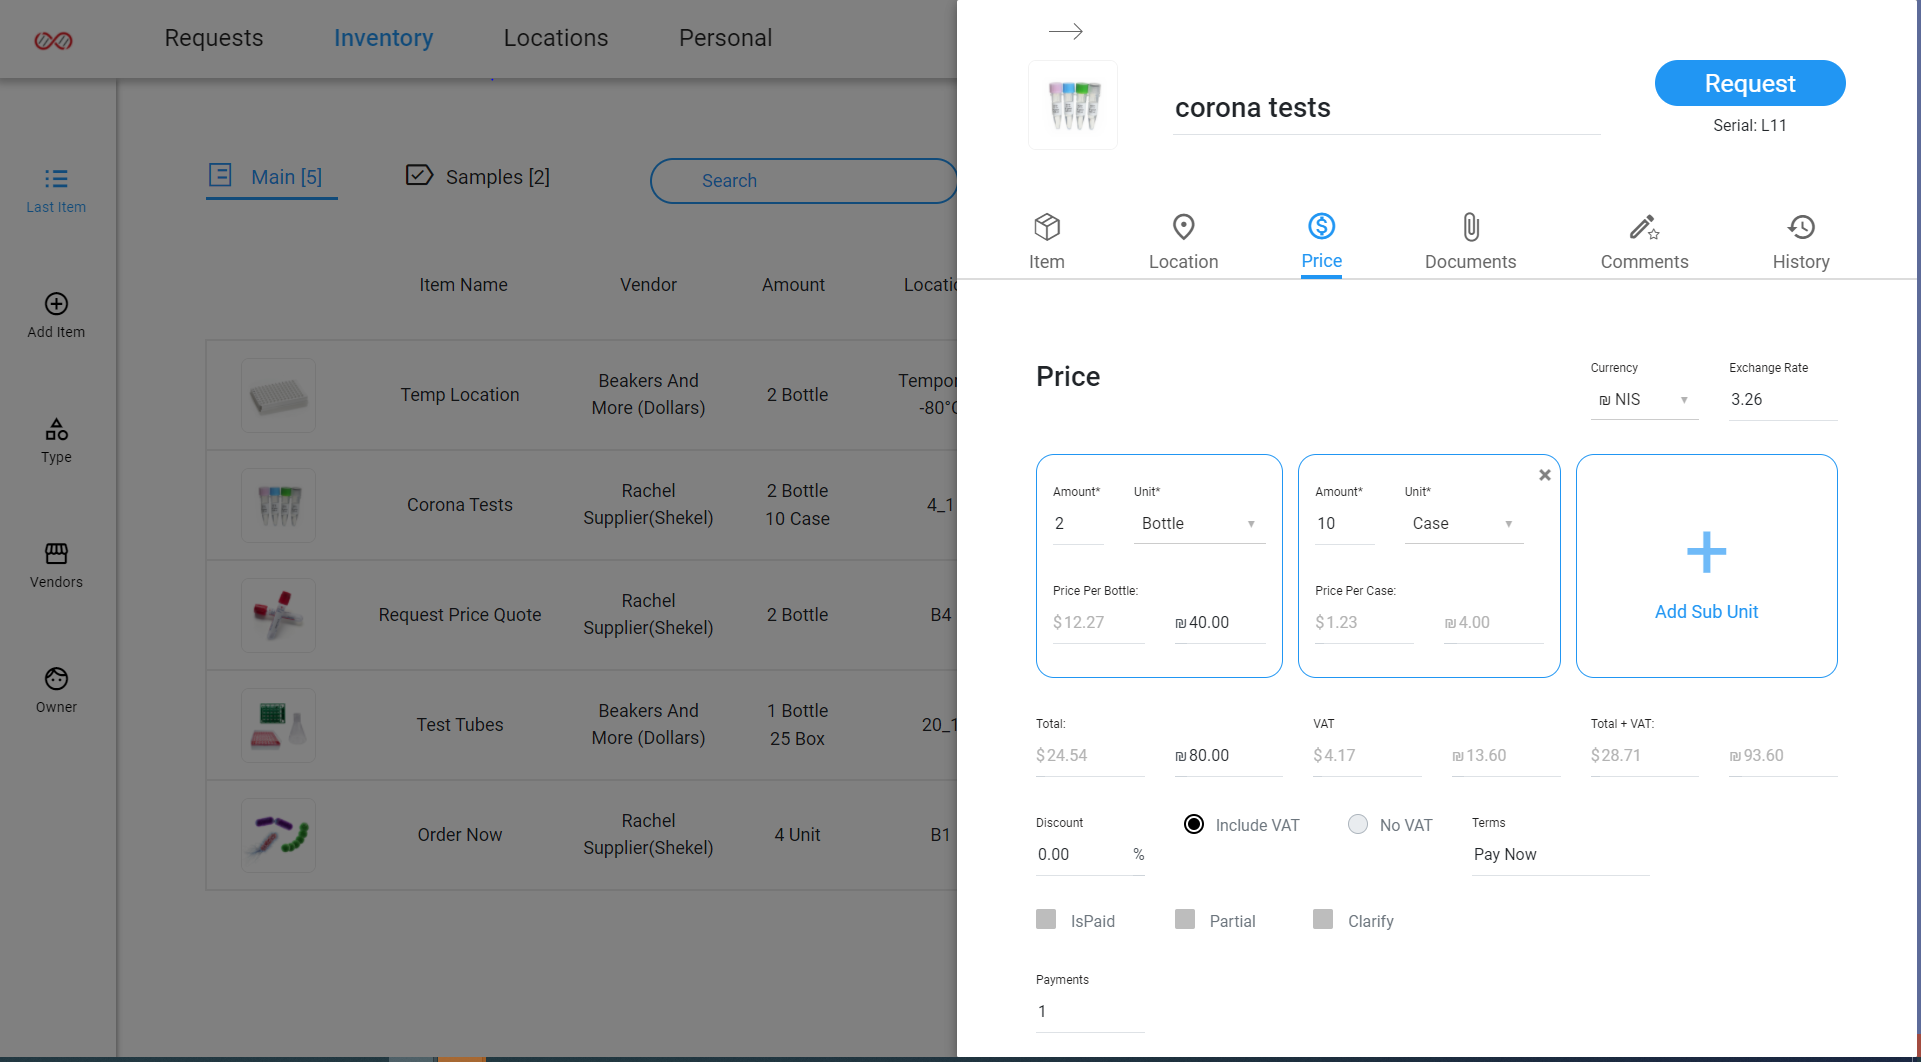 Requests Inventory Locations Personal
Last Item
Add Item
Type
Vendors
Owner
Main [5] Samples [2] Search
Item Name Vendor Amount
Temp Location Beakers And More (Dollars) 2 Bottle -80°
Corona Tests Rachel Supplier(Shekel) 2 Bottle 10 Case 4_1
Request Price Quote Rachel Supplier(Shekel) 2 Bottle B4
Test Tubes Beakers And More (Dollars) 1 Bottle 25 Box 20_1
Order Now Rachel Supplier(Shekel) 4 Unit B1
corona tests
Request
Serial: L11
Item Location Price Documents Comments History
Price
Currency Exchange Rate
₪ NIS 3.26
Amount* Unit* Amount* Unit*
2 Bottle 10 Case
Price Per Bottle: Price Per Case:
$12.27 ₪40.00 $1.23 ₪4.00
Add Sub Unit
Total: VAT Total + VAT:
$24.54 ₪80.00 $4.17 ₪13.60 $28.71 ₪93.60
Discount Include VAT No VAT Terms
0.00 % Pay Now
IsPaid Partial Clarify
Payments
1